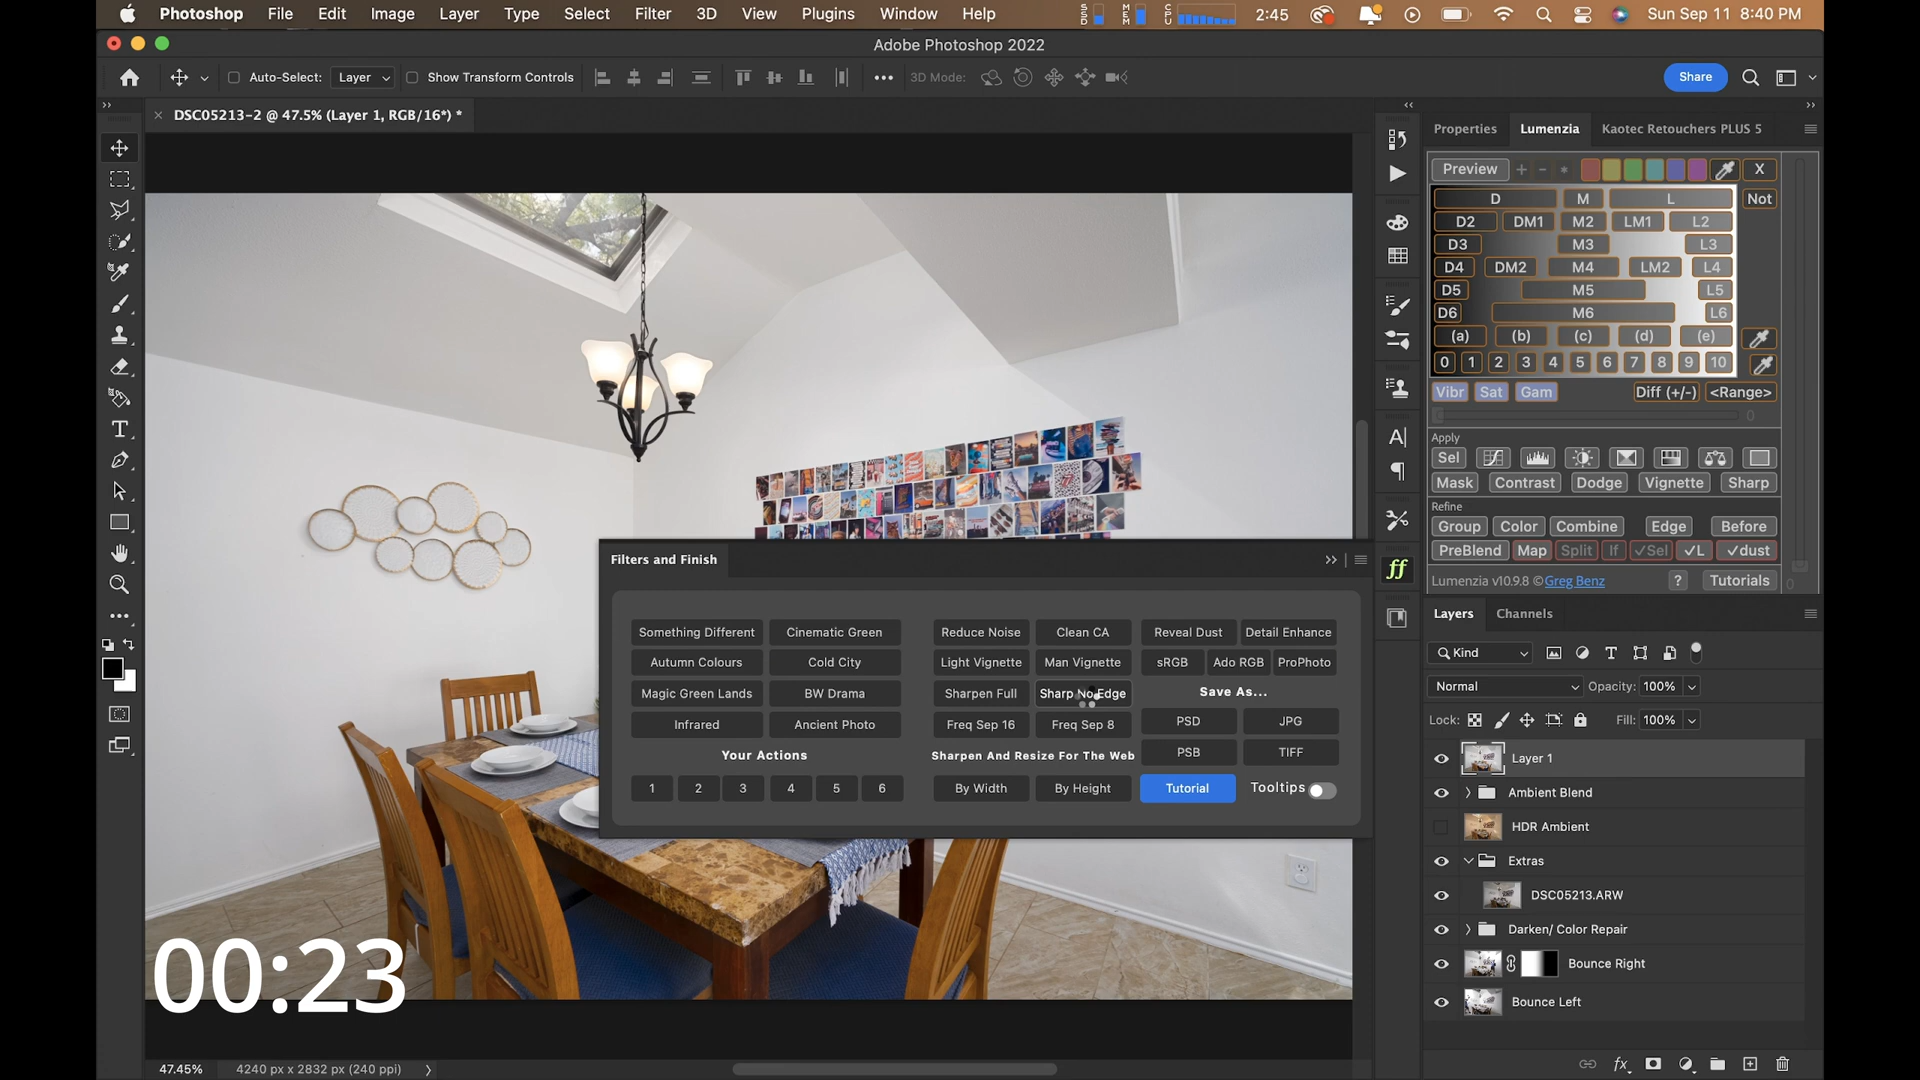 Photoshop File Edit Image Layer Type Select Filter 3D View Plugins Window Help SSD MEM CPU 2:45 Sun Sep 11 8:40 PM
Adobe Photoshop 2022
Auto-Select: Layer Show Transform Controls 3D Mode: Share
DSC05213-2 @ 47.5% (Layer 1, RGB/16*) *
Properties Lumenzia Kaotec Retouchers PLUS 5
Preview + - * X
D M L Not
D2 DM1 M2 LM1 L2
D3 M3 L3
D4 DM2 M4 LM2 L4
D5 M5 L5
D6 M6 L6
(a) (b) (c) (d) (e)
0 1 2 3 4 5 6 7 8 9 10
Vibr Sat Gam Diff (+/-) <Range>
0
Apply
Sel
Mask Contrast Dodge Vignette Sharp
Refine
Group Color Combine Edge Before
PreBlend Map Split If ✓Sel ✓L ✓dust
Lumenzia v10.9.8 ©Greg Benz ? Tutorials
0
Filters and Finish
Something Different Cinematic Green Reduce Noise Clean CA Reveal Dust Detail Enhance
Autumn Colours Cold City Light Vignette Man Vignette sRGB Ado RGB ProPhoto
Magic Green Lands BW Drama Sharpen Full Sharp No Edge Save As...
Infrared Ancient Photo Freq Sep 16 Freq Sep 8 PSD JPG
Your Actions Sharpen And Resize For The Web PSB TIFF
1 2 3 4 5 6 By Width By Height Tutorial Tooltips
ff
Layers Channels
Kind
Normal Opacity: 100%
Lock: Fill: 100%
Layer 1
Ambient Blend
HDR Ambient
Extras
DSC05213.ARW
Darken/ Color Repair
Bounce Right
Bounce Left
fx
00:23
47.45% 4240 px x 2832 px (240 ppi)